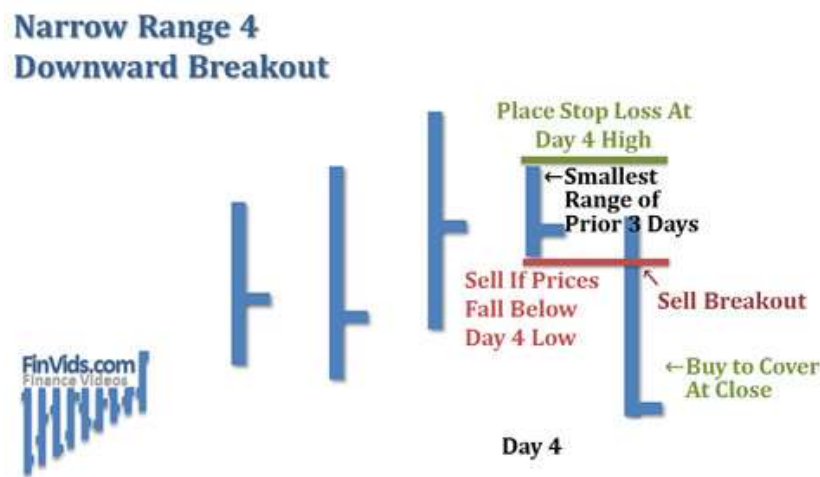 Narrow Range 4
Downward Breakout
Place Stop Loss At
Day 4 High
←Smallest
Range of
Prior 3 Days
Sell If Prices
Fall Below
Day 4 Low
Sell Breakout
←Buy to Cover
At Close
FinVids.com
Finance Videos
Day 4